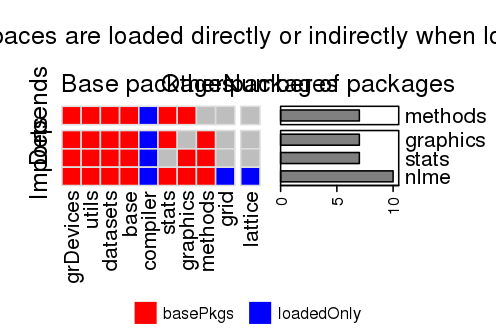 paces are loaded directly or indirectly when lo
Base packages
Other packages
Number of packages
Depends
Imports
methods
graphics
stats
nlme
grDevices
utils
datasets
base
compiler
stats
graphics
methods
grid
lattice
0
5
10
basePkgs
loadedOnly